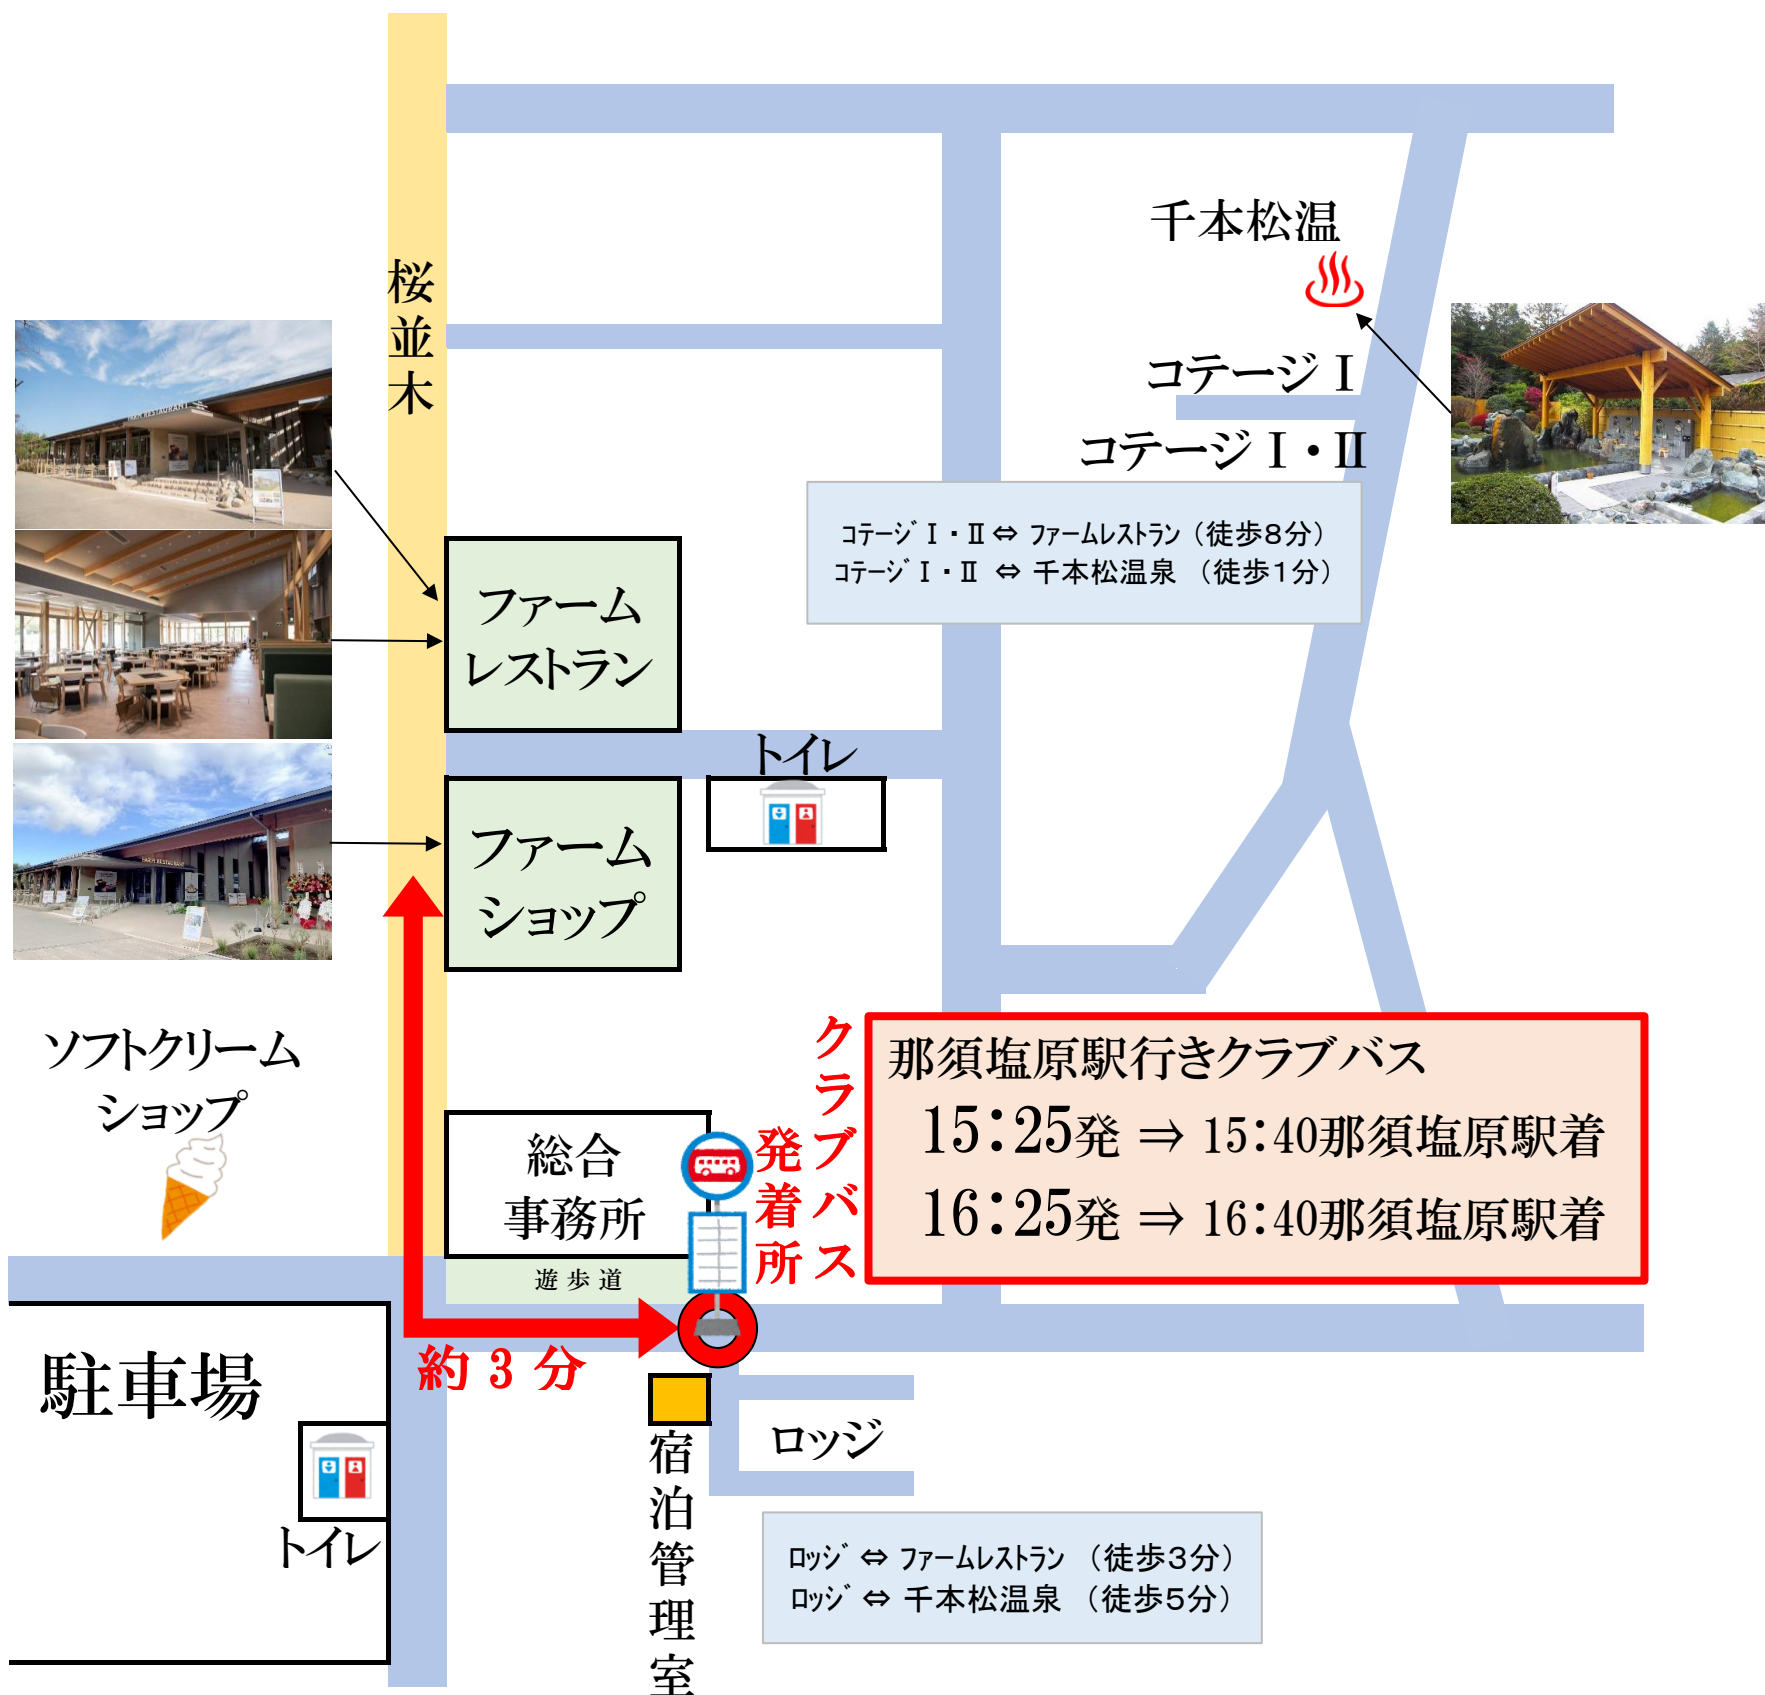 千本松温
桜並木
コテージⅠ
コテージⅠ・Ⅱ
ｺﾃｰｼﾞⅠ・Ⅱ ⇔ ﾌｧｰﾑﾚｽﾄﾗﾝ（徒歩８分）
ｺﾃｰｼﾞⅠ・Ⅱ ⇔ 千本松温泉 （徒歩１分）
FARM RESTAURANT
ファーム
レストラン
トイレ
ファーム
ショップ
FARM RESTAURANT
ソフトクリーム
ショップ
クラブバス
発着所
那須塩原駅行きクラブバス
15：25発 ⇒ 15：40那須塩原駅着
16：25発 ⇒ 16：40那須塩原駅着
総合
事務所
遊歩道
約３分
駐車場
トイレ
宿泊管理室
ロッジ
ﾛｯｼﾞ ⇔ ﾌｧｰﾑﾚｽﾄﾗﾝ （徒歩３分）
ﾛｯｼﾞ ⇔ 千本松温泉 （徒歩５分）